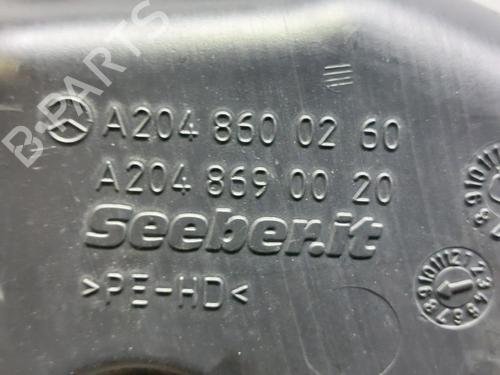 B-PARTS
A204 860 02 60
A204 869 00 20
Seeber.it
>PE-HD<